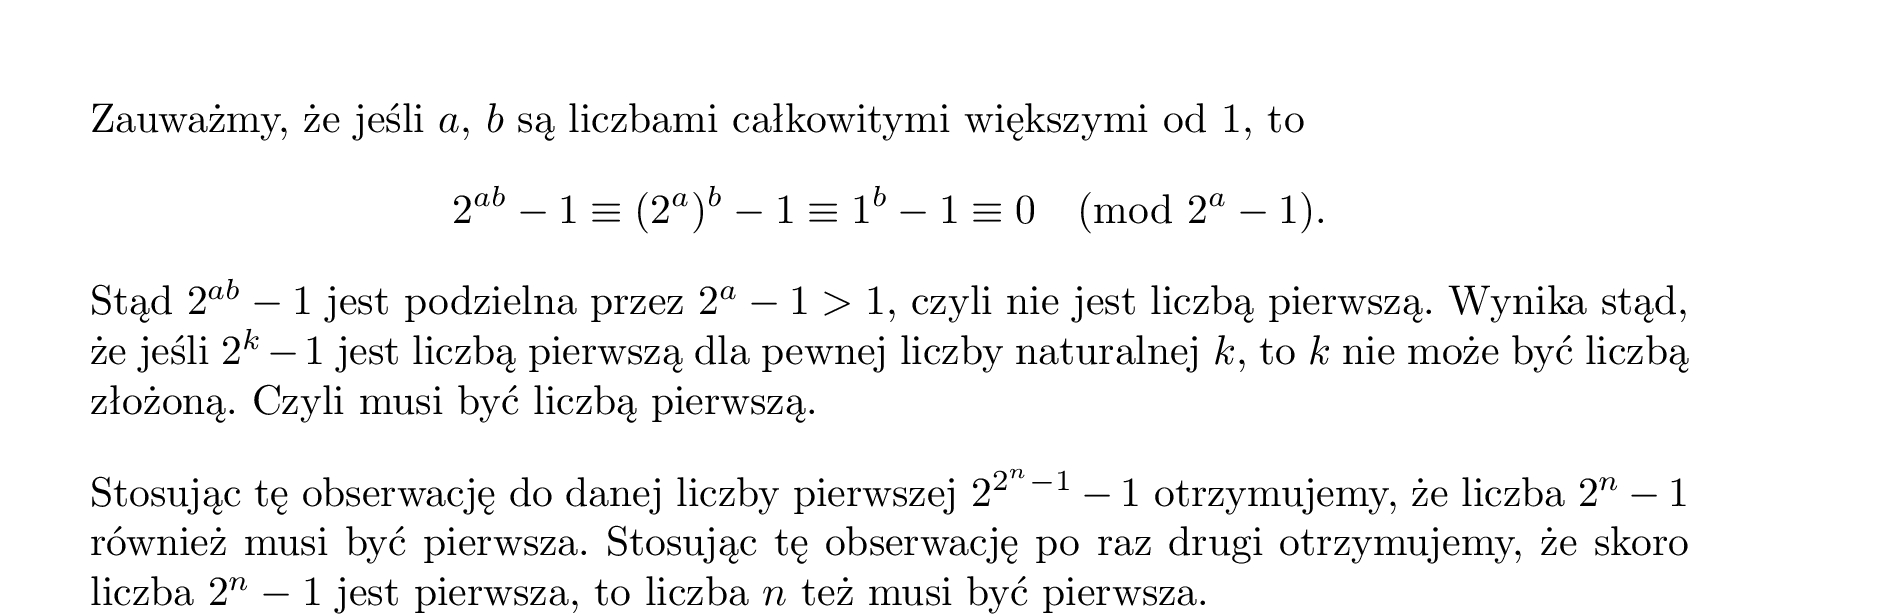 Zauważmy, że jeśli a, b są liczbami całkowitymi większymi od 1, to
2^{ab} − 1 ≡ (2^a)^b − 1 ≡ 1^b − 1 ≡ 0 (mod 2^a − 1).
Stąd 2^{ab} − 1 jest podzielna przez 2^a − 1 > 1, czyli nie jest liczbą pierwszą. Wynika stąd,
że jeśli 2^k − 1 jest liczbą pierwszą dla pewnej liczby naturalnej k, to k nie może być liczbą
złożoną. Czyli musi być liczbą pierwszą.
Stosując tę obserwację do danej liczby pierwszej 2^{2^n−1} − 1 otrzymujemy, że liczba 2^n − 1
również musi być pierwsza. Stosując tę obserwację po raz drugi otrzymujemy, że skoro
liczba 2^n − 1 jest pierwsza, to liczba n też musi być pierwsza.